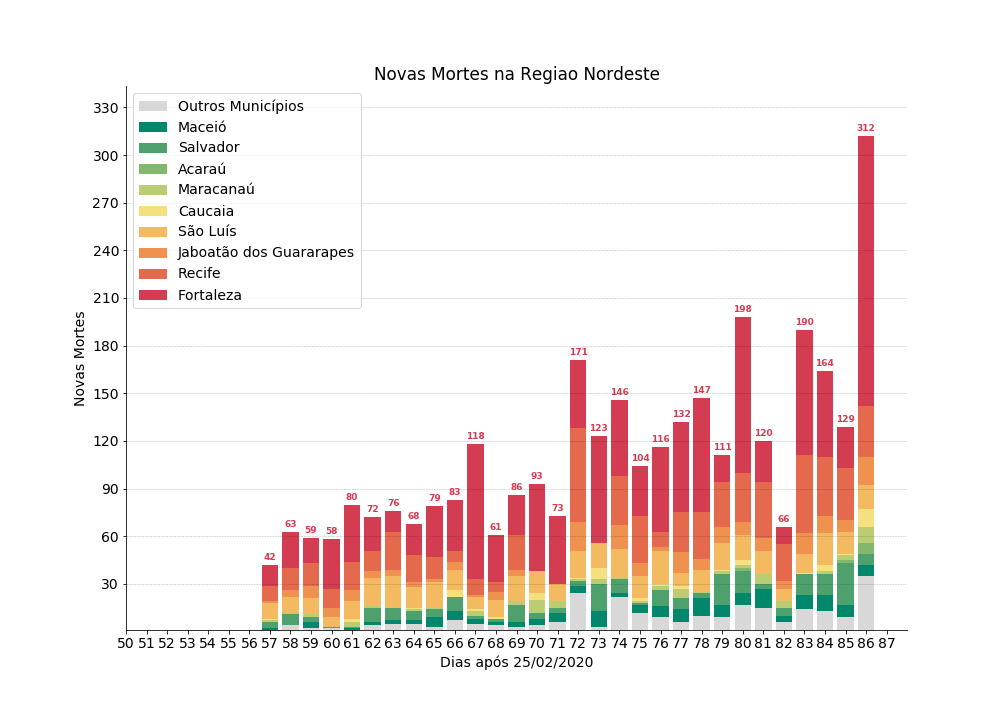 Novas Mortes na Regiao Nordeste
330
300
270
240
210
180
150
120
90
60
30
Novas Mortes
Outros Municípios
Maceió
Salvador
Acaraú
Maracanaú
Caucaia
São Luís
Jaboatão dos Guararapes
Recife
Fortaleza
42
63
59
58
80
72
76
68
79
83
118
61
86
93
73
171
123
146
104
116
132
147
111
198
120
66
190
164
129
312
50 51 52 53 54 55 56 57 58 59 60 61 62 63 64 65 66 67 68 69 70 71 72 73 74 75 76 77 78 79 80 81 82 83 84 85 86 87
Dias após 25/02/2020